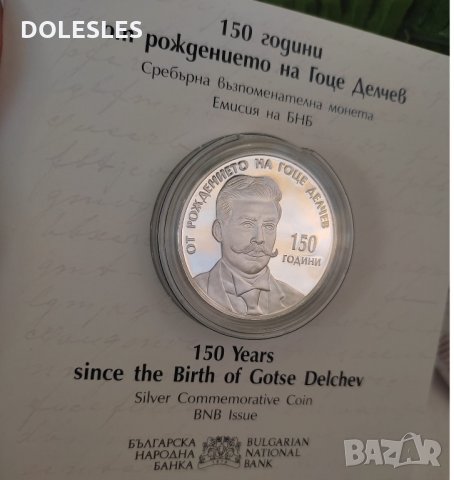 DOLESLES
150 години
от рождението на Гоце Делчев
Сребърна възпоменателна монета
Емисия на БНБ
ОТ РОЖДЕНИЕТО НА ГОЦЕ ДЕЛЧЕВ
150
ГОДИНИ
150 Years
since the Birth of Gotse Delchev
Silver Commemorative Coin
BNB Issue
БЪЛГАРСКА
НАРОДНА
БАНКА
BULGARIAN
NATIONAL
BANK
BAZAR